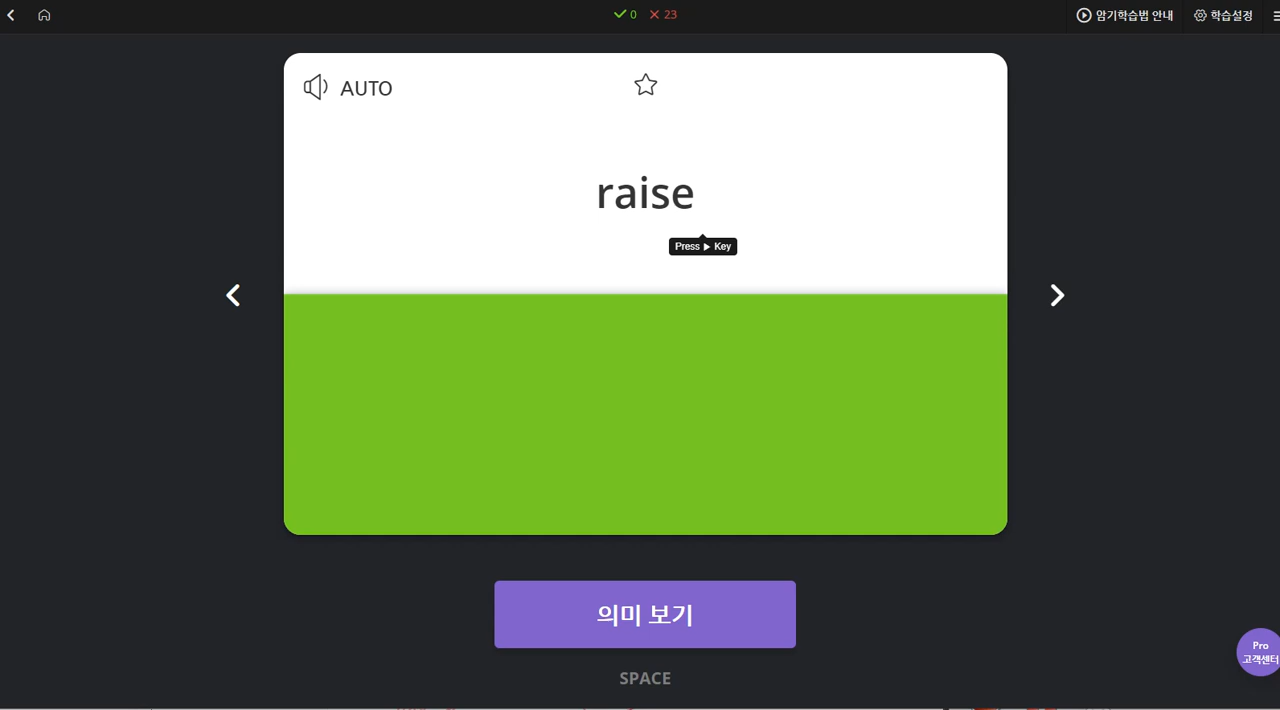 0 23 암기학습법 안내 학습설정
AUTO
raise
Press ▶ Key
의미 보기
SPACE
Pro
고객센터